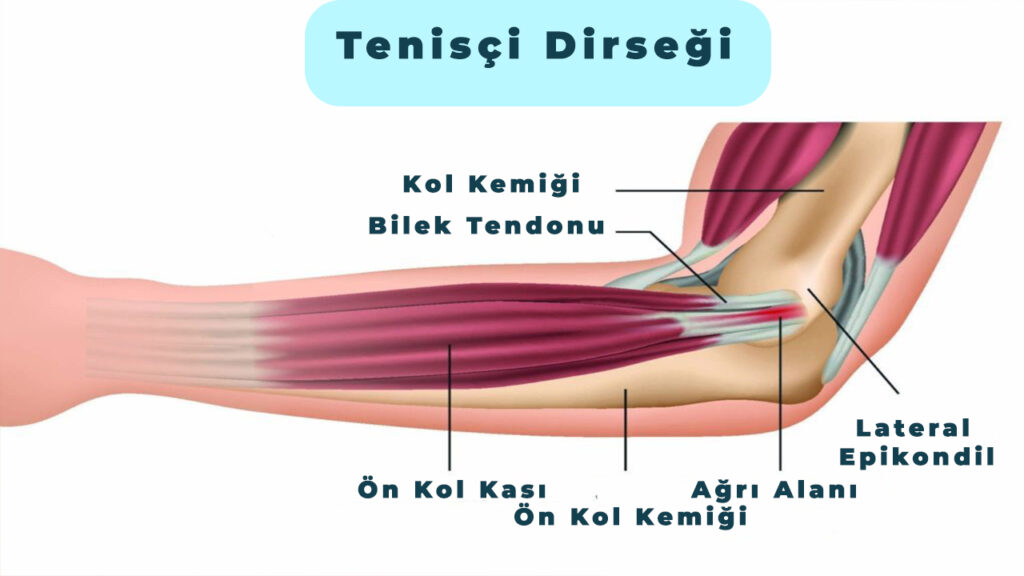 Tenisçi Dirseği
Kol Kemiği
Bilek Tendonu
Lateral
Epikondil
Ön Kol Kası
Ağrı Alanı
Ön Kol Kemiği